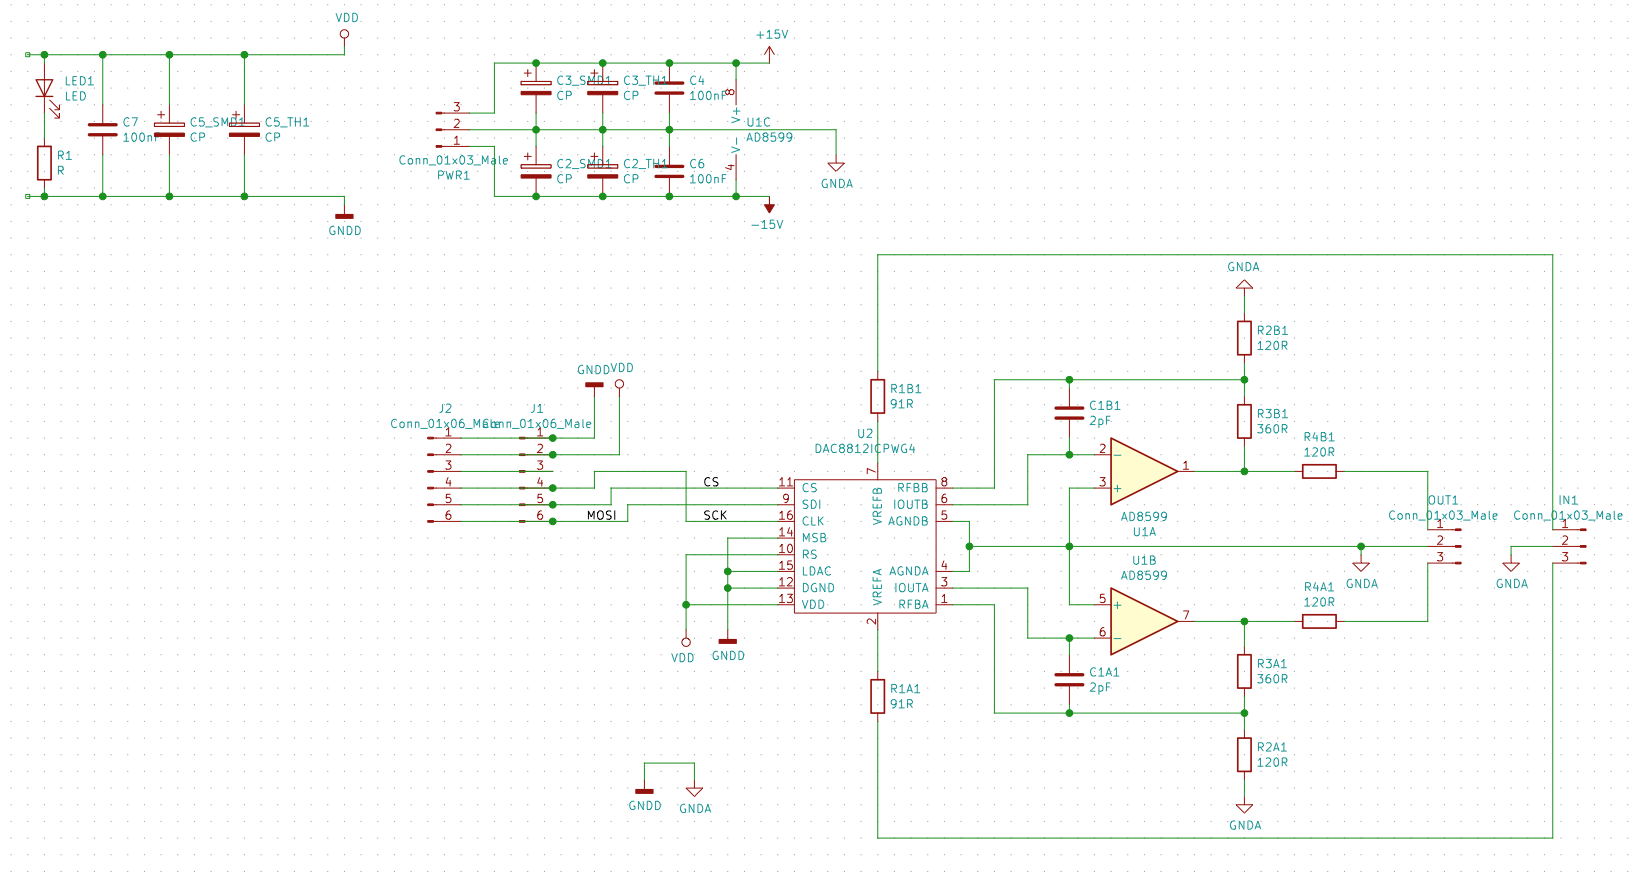 VDD
LED1
LED
C7
100nF
C5_SMD1
CP
C5_TH1
CP
R1
R
GNDD
+15V
C3_SMD1
CP
C3_TH1
CP
C4
100nF
8
V+
U1C
AD8599
V-
4
3
2
1
Conn_01x03_Male
PWR1
C2_SMD1
CP
C2_TH1
CP
C6
100nF
GNDA
-15V
GNDA
R2B1
120R
R1B1
91R
C1B1
2pF
R3B1
360R
R4B1
120R
GNDD
VDD
J2
Conn_01x06_Male
1
2
3
4
5
6
J1
Conn_01x06_Male
1
2
3
4
5
6
CS
MOSI
SCK
U2
DAC8812ICPWG4
7
VREFB
11
CS
9
SDI
16
CLK
14
MSB
10
RS
15
LDAC
12
DGND
13
VDD
RFBB
8
IOUTB
6
AGNDB
5
AGNDA
4
IOUTA
3
RFBA
1
VREFA
2
2
-
3
+
1
AD8599
U1A
U1B
AD8599
5
+
6
-
7
OUT1
Conn_01x03_Male
1
2
3
IN1
Conn_01x03_Male
1
2
3
GNDA
GNDA
R4A1
120R
VDD
GNDD
R1A1
91R
C1A1
2pF
R3A1
360R
R2A1
120R
GNDA
GNDD
GNDA